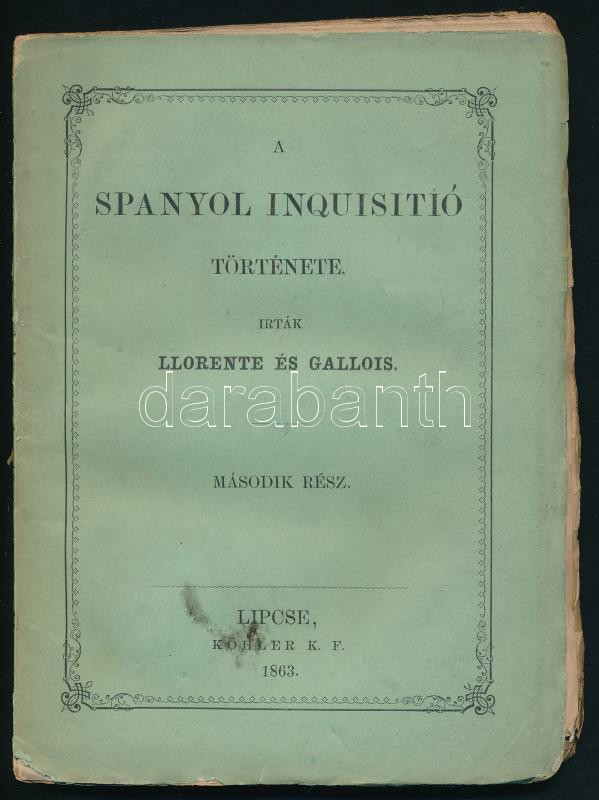 A
SPANYOL INQUISITIÓ
TÖRTÉNETE.
IRTÁK
LLORENTE ÉS GALLOIS.
darabanth
MÁSODIK RÉSZ.
LIPCSE,
KÖHLER K. F.
1863.